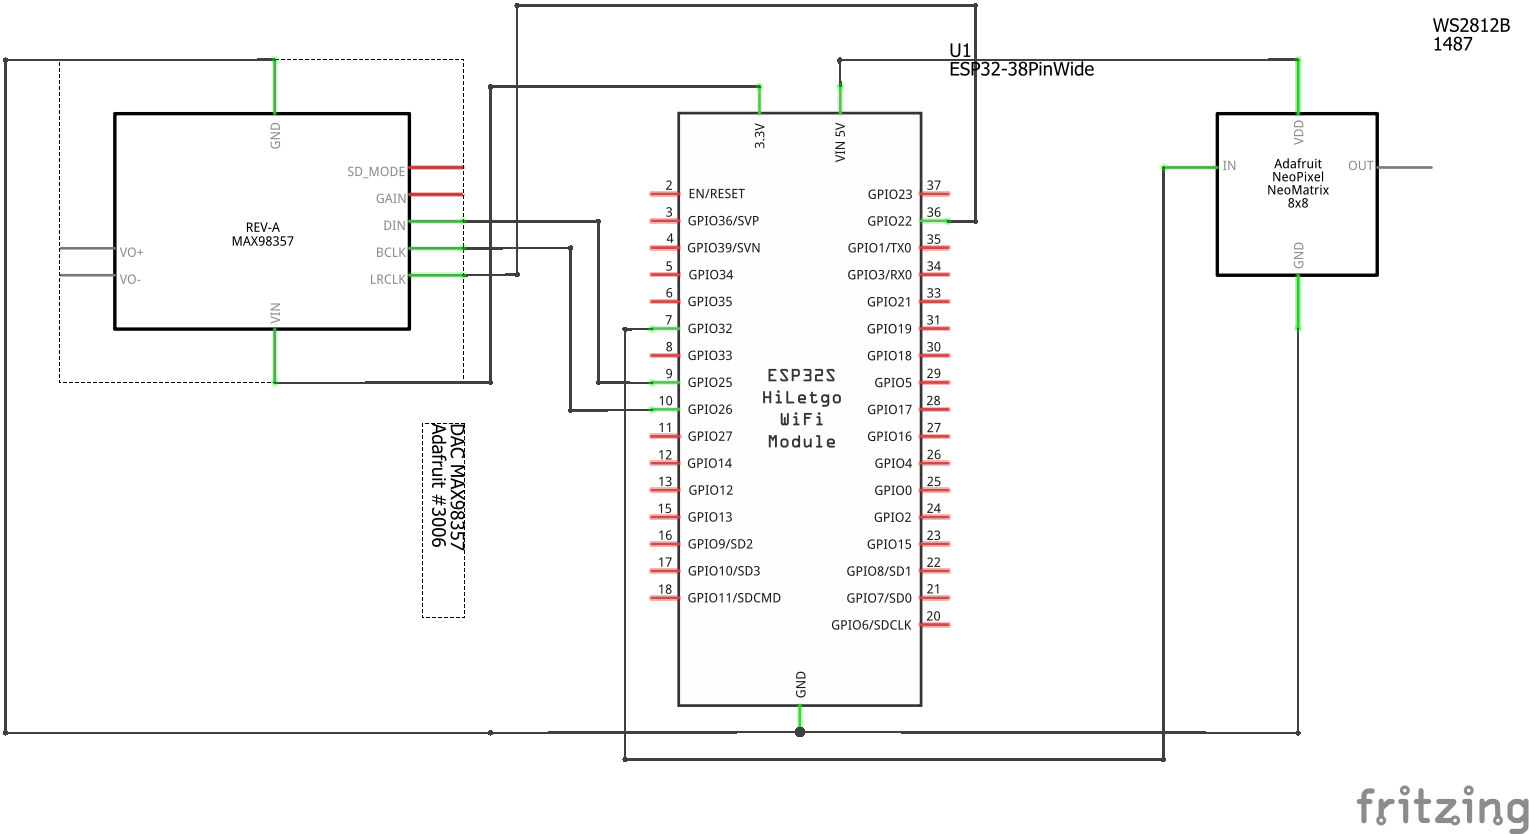 WS2812B
1487
U1
ESP32-38PinWide
GND
SD_MODE
GAIN
DIN
BCLK
LRCLK
REV-A
MAX98357
VO+
VO-
VIN
DAC MAX98357
Adafruit #3006
3.3V
VIN 5V
2 EN/RESET
3 GPIO36/SVP
4 GPIO39/SVN
5 GPIO34
6 GPIO35
7 GPIO32
8 GPIO33
9 GPIO25
10 GPIO26
11 GPIO27
12 GPIO14
13 GPIO12
15 GPIO13
16 GPIO9/SD2
17 GPIO10/SD3
18 GPIO11/SDCMD
ESP32S
HiLetgo
WiFi
Module
GPIO23 37
GPIO22 36
GPIO1/TX0 35
GPIO3/RX0 34
GPIO21 33
GPIO19 31
GPIO18 30
GPIO5 29
GPIO17 28
GPIO16 27
GPIO4 26
GPIO0 25
GPIO2 24
GPIO15 23
GPIO8/SD1 22
GPIO7/SD0 21
GPIO6/SDCLK 20
GND
VDD
IN
Adafruit
NeoPixel
NeoMatrix
8x8
OUT
GND
fritzing